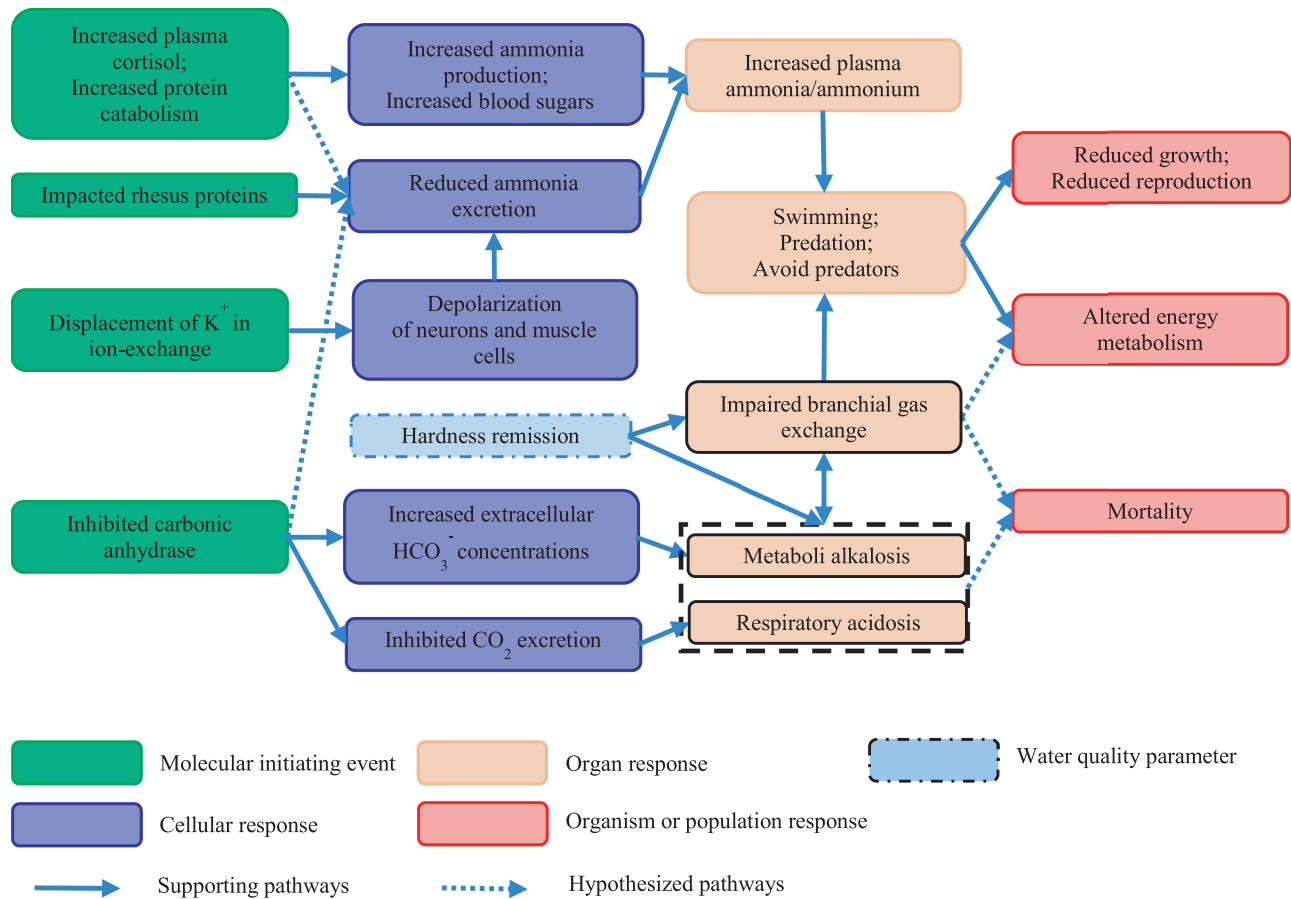 Increased plasma
cortisol;
Increased protein
catabolism
Increased ammonia
production;
Increased blood sugars
Increased plasma
ammonia/ammonium
Impacted rhesus proteins
Reduced ammonia
excretion
Swimming;
Predation;
Avoid predators
Reduced growth;
Reduced reproduction
Displacement of K+ in
ion-exchange
Depolarization
of neurons and muscle
cells
Altered energy
metabolism
Hardness remission
Impaired branchial gas
exchange
Inhibited carbonic
anhydrase
Increased extracellular
HCO3- concentrations
Metaboli alkalosis
Mortality
Inhibited CO2 excretion
Respiratory acidosis
Molecular initiating event
Organ response
Water quality parameter
Cellular response
Organism or population response
Supporting pathways
Hypothesized pathways